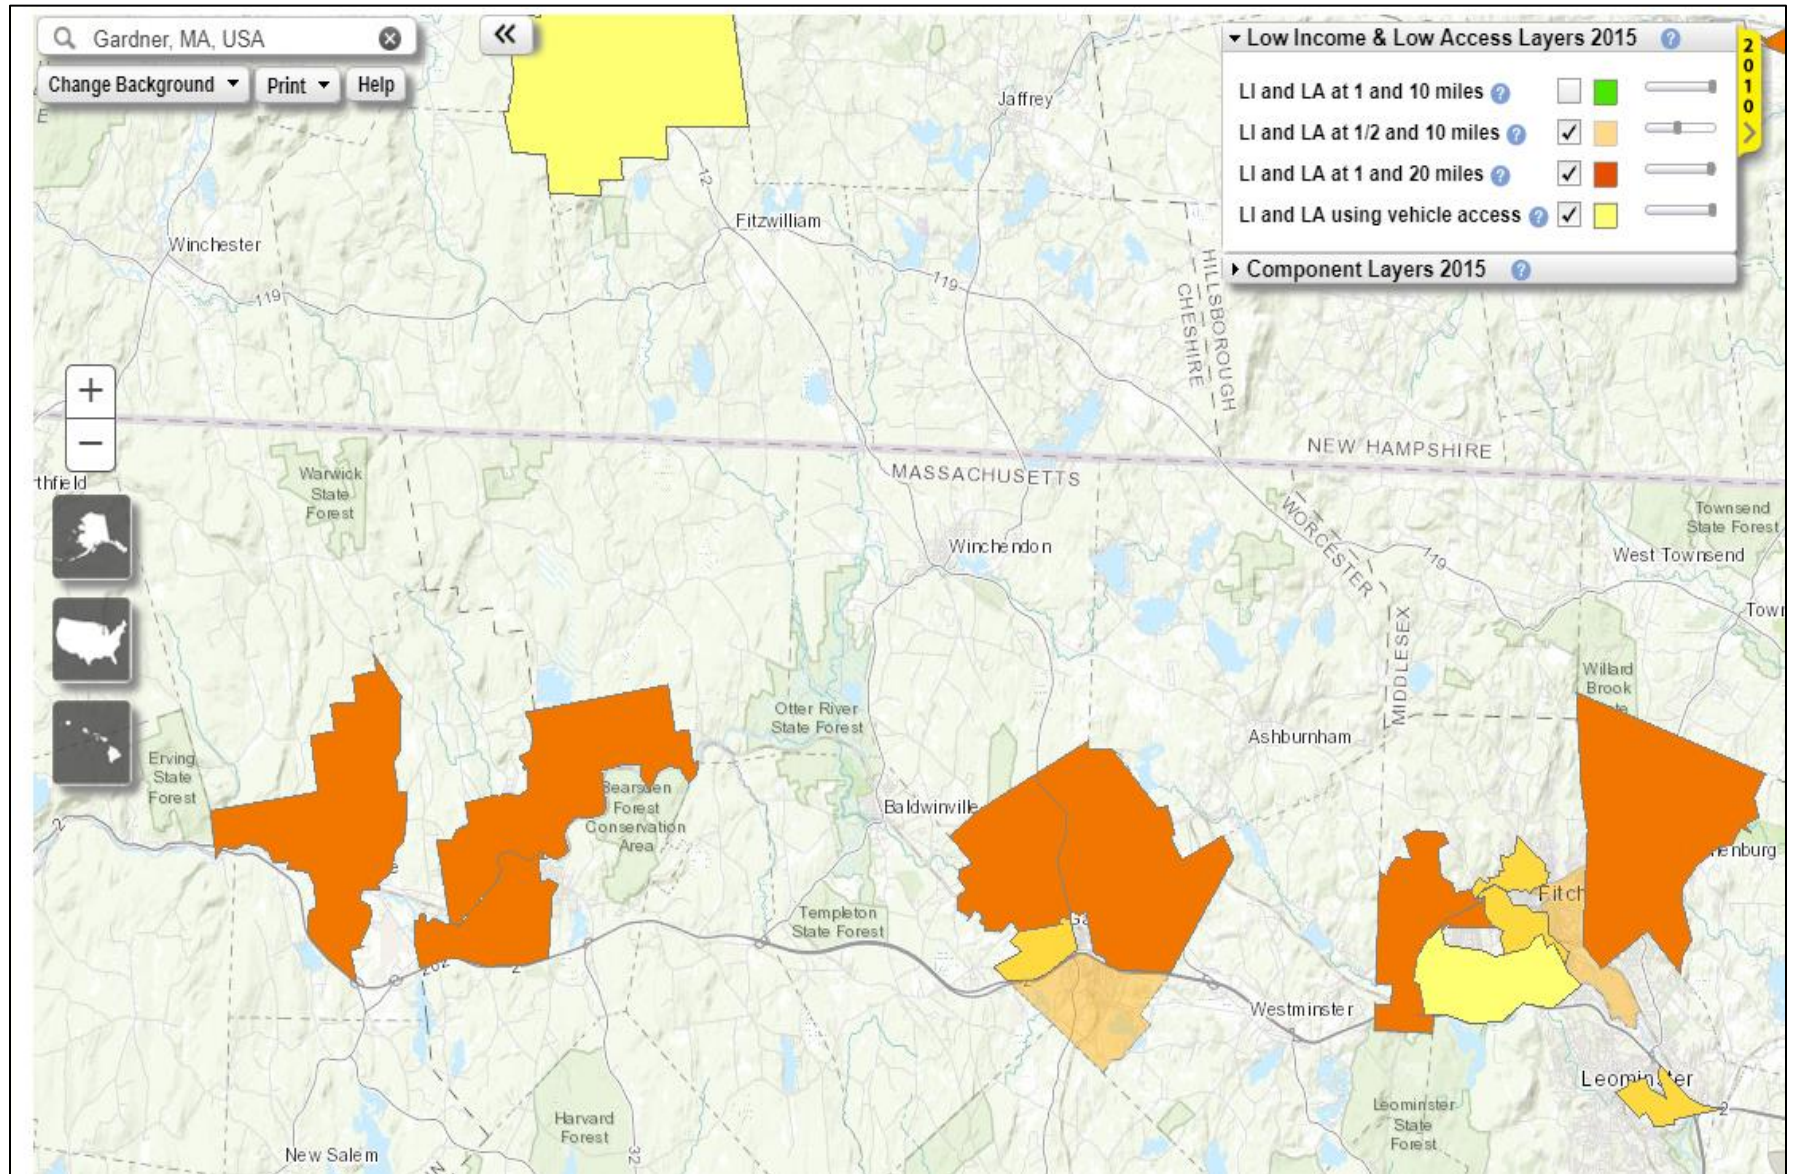 Gardner, MA, USA
Change Background
Print
Help
Low Income & Low Access Layers 2015
LI and LA at 1 and 10 miles
LI and LA at 1/2 and 10 miles
LI and LA at 1 and 20 miles
LI and LA using vehicle access
Component Layers 2015
2010
E
Jaffrey
12
Fitzwilliam
Winchester
119
119
HILLSBOROUGH
CHESHIRE
NEW HAMPSHIRE
MASSACHUSETTS
thfield
Warwick
State
Forest
Townsend
State Forest
West Townsend
Winchendon
WORCESTER
119
MIDDLESEX
Willard
Brook
Otter River
State Forest
Ashburnham
Erving
State
Forest
Bearsden
Forest
Conservation
Area
Baldwinville
2
enburg
Fitch
Ga
Templeton
State Forest
202
2
2
Westminster
Leominster
2
Leominster
State
Forest
Harvard
Forest
32
New Salem